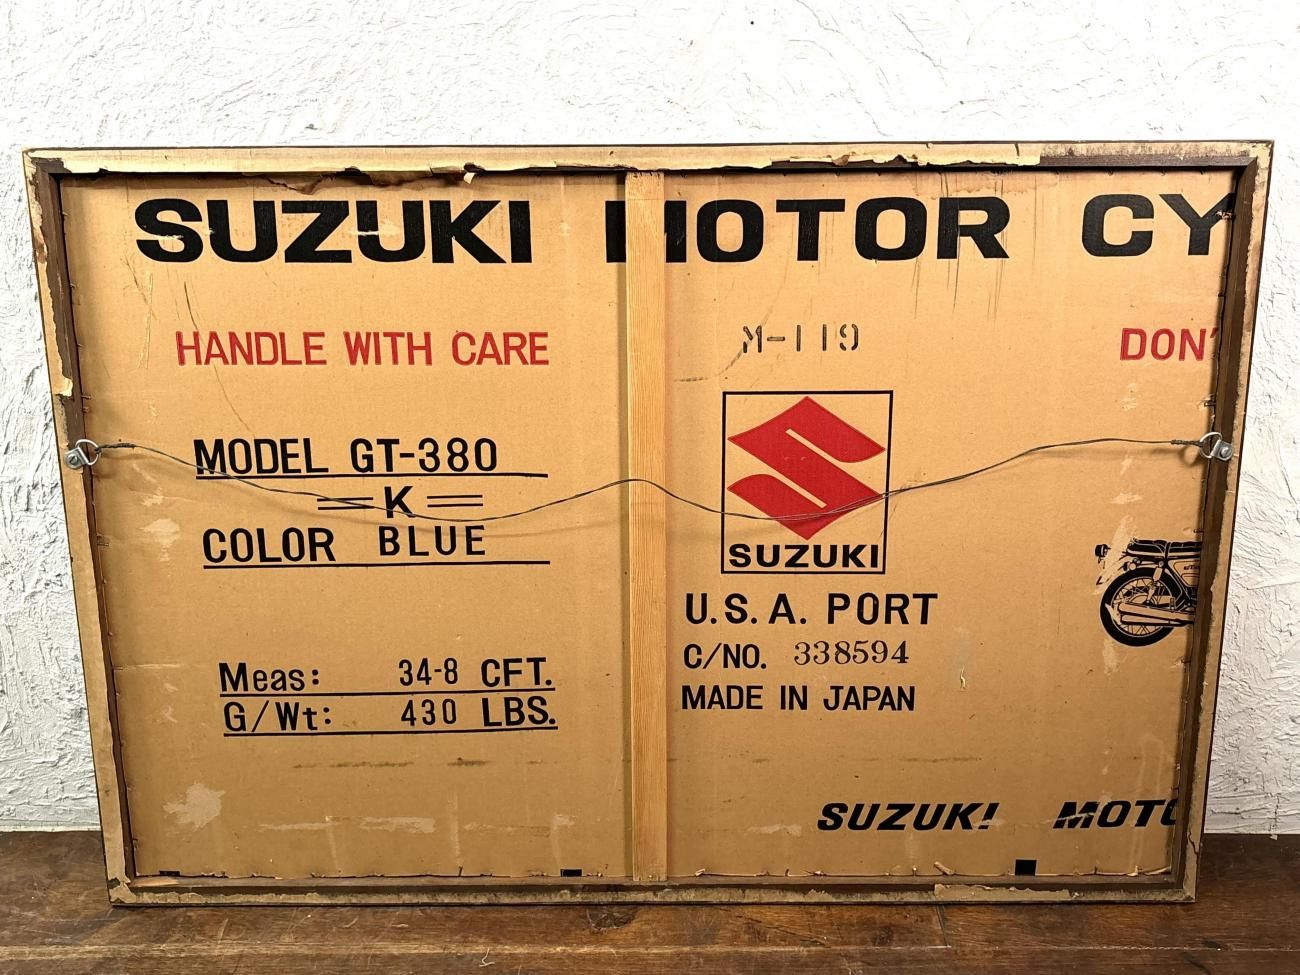 SUZUKI MOTOR CY
HANDLE WITH CARE
M-119
DON'
MODEL GT-380
K
COLOR BLUE
SUZUKI
U.S.A. PORT
C/NO. 338594
MADE IN JAPAN
Meas: 34-8 CFT.
G/Wt: 430 LBS.
SUZUKI MOTO